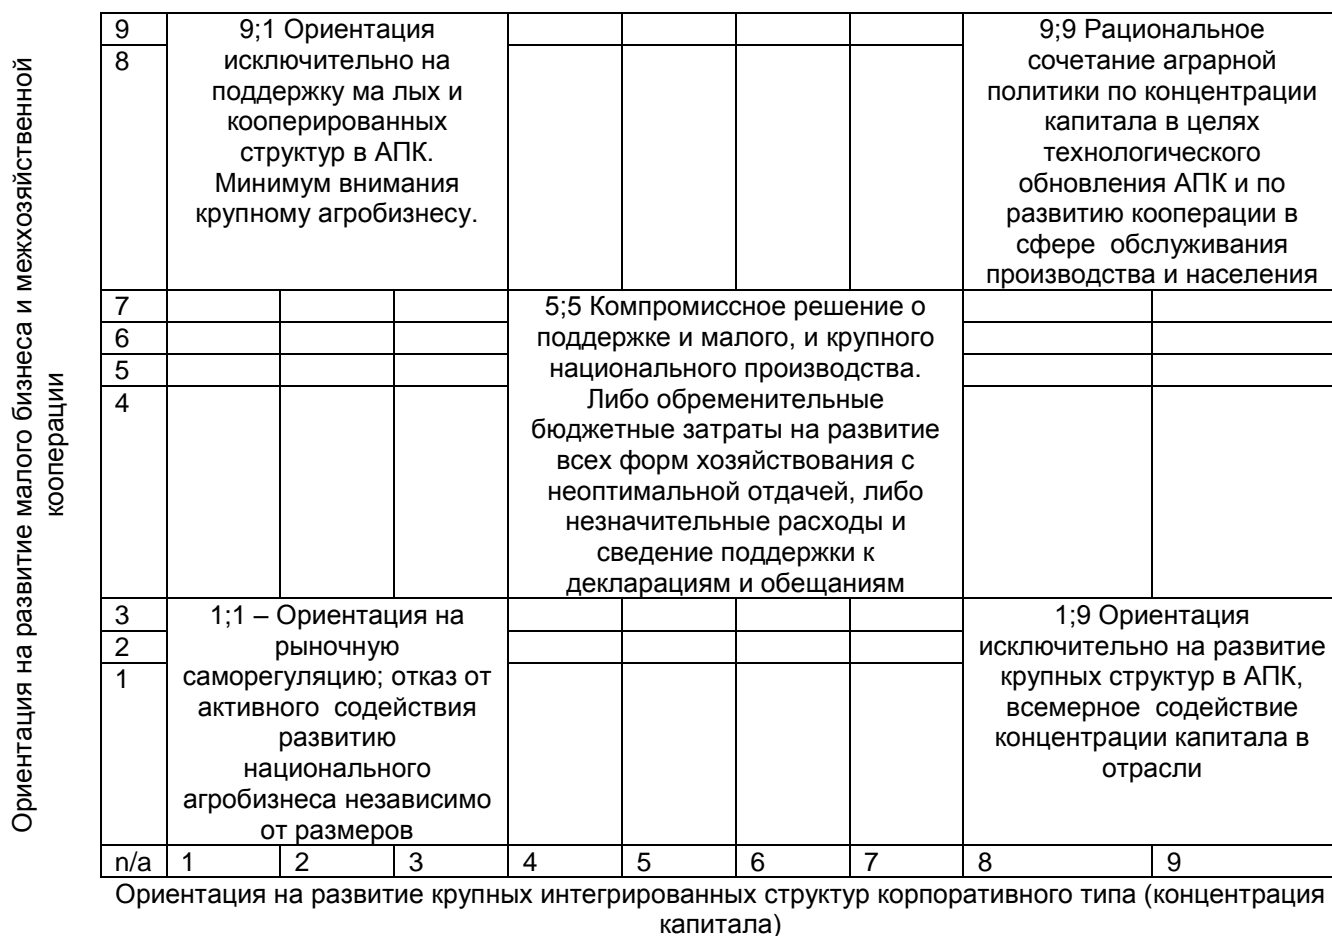 Ориентация на развитие малого бизнеса и межхозяйственной
кооперации
9
8
9;1 Ориентация
исключительно на
поддержку ма лых и
кооперированных
структур в АПК.
Минимум внимания
крупному агробизнесу.
9;9 Рациональное
сочетание аграрной
политики по концентрации
капитала в целях
технологического
обновления АПК и по
развитию кооперации в
сфере обслуживания
производства и населения
7
6
5
4
5;5 Компромиссное решение о
поддержке и малого, и крупного
национального производства.
Либо обременительные
бюджетные затраты на развитие
всех форм хозяйствования с
неоптимальной отдачей, либо
незначительные расходы и
сведение поддержки к
декларациям и обещаниям
3
2
1
1;1 – Ориентация на
рыночную
саморегуляцию; отказ от
активного содействия
развитию
национального
агробизнеса независимо
от размеров
1;9 Ориентация
исключительно на развитие
крупных структур в АПК,
всемерное содействие
концентрации капитала в
отрасли
n/a 1 2 3 4 5 6 7 8 9
Ориентация на развитие крупных интегрированных структур корпоративного типа (концентрация
капитала)